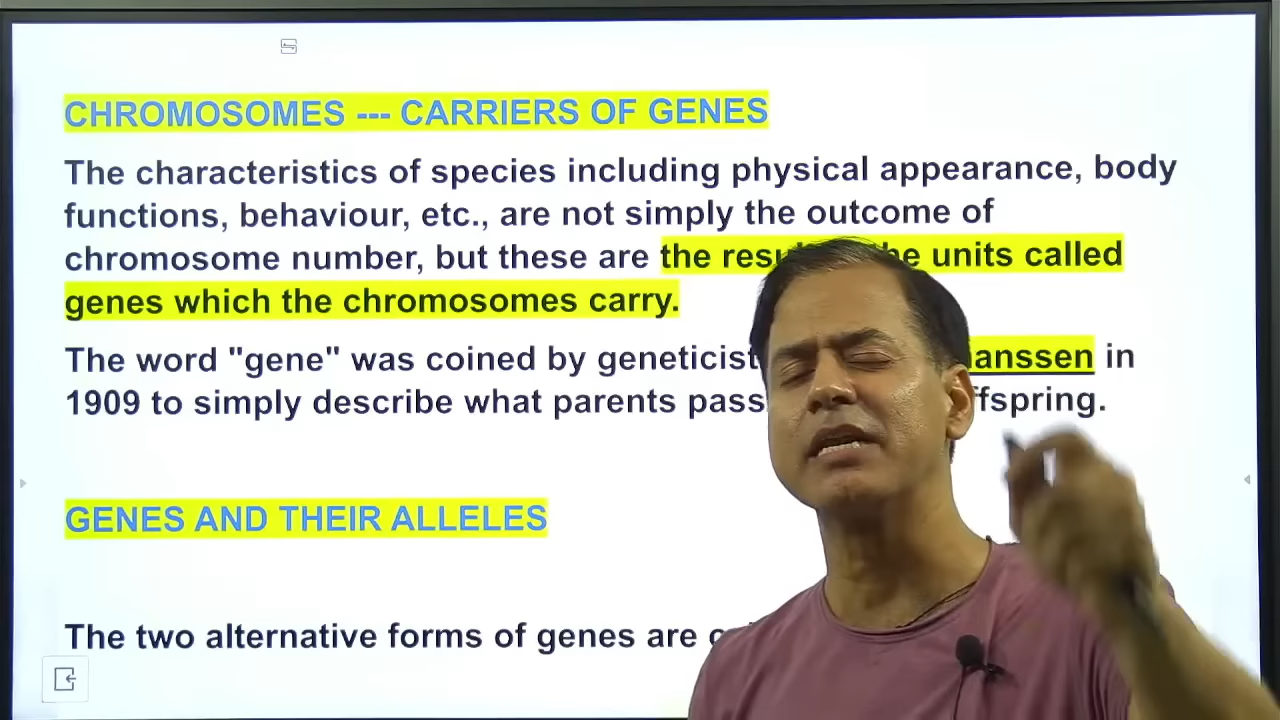 CHROMOSOMES --- CARRIERS OF GENES
The characteristics of species including physical appearance, body
functions, behaviour, etc., are not simply the outcome of
chromosome number, but these are the units called
genes which the chromosomes carry.
The word "gene" was coined by geneticist in
1909 to simply describe what parents pass
GENES AND THEIR ALLELES
The two alternative forms of genes are